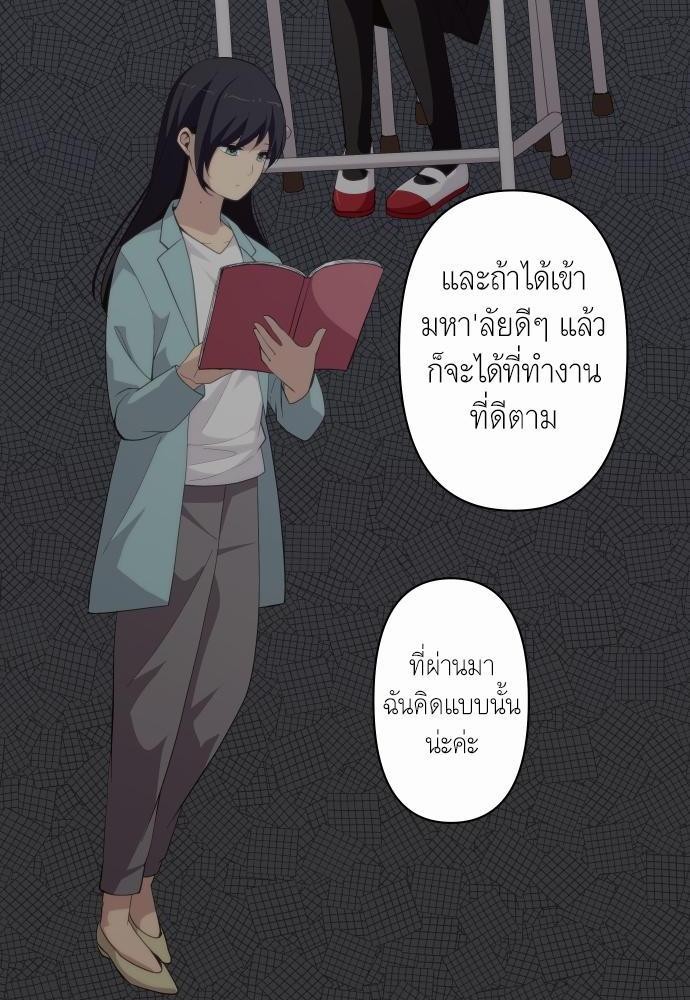 และถ้าได้เข้า
มหา'ลัยดีๆ แล้ว
ก็จะได้ที่ทำงาน
ที่ดีตาม
ที่ผ่านมา
ฉันคิดแบบนั้น
น่ะค่ะ